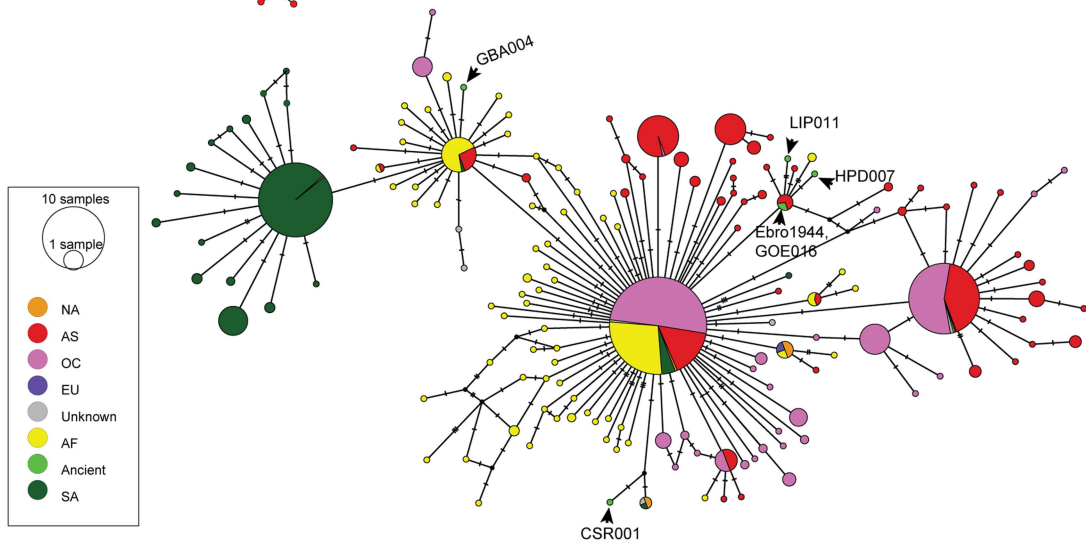 GBA004
LIP011
HPD007
Ebro1944,
GOE016
10 samples
1 sample
NA
AS
OC
EU
Unknown
AF
Ancient
SA
CSR001